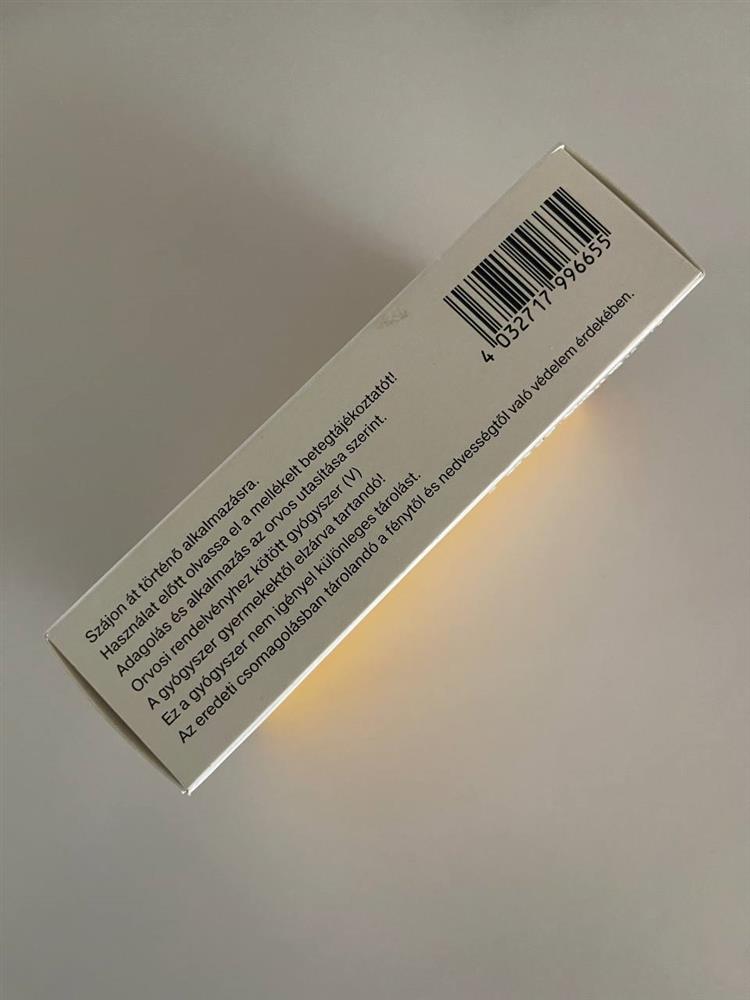 4 032717 996655
Szájon át történő alkalmazásra.
Használat előtt olvassa el a mellékelt betegtájékoztatót!
Adagolás és alkalmazás az orvos utasítása szerint.
Orvosi rendelvényhez kötött gyógyszer (V)
A gyógyszer gyermekektől elzárva tartandó!
Ez a gyógyszer nem igényel különleges tárolást.
Az eredeti csomagolásban tárolandó a fénytől és nedvességtől való védelem érdekében.